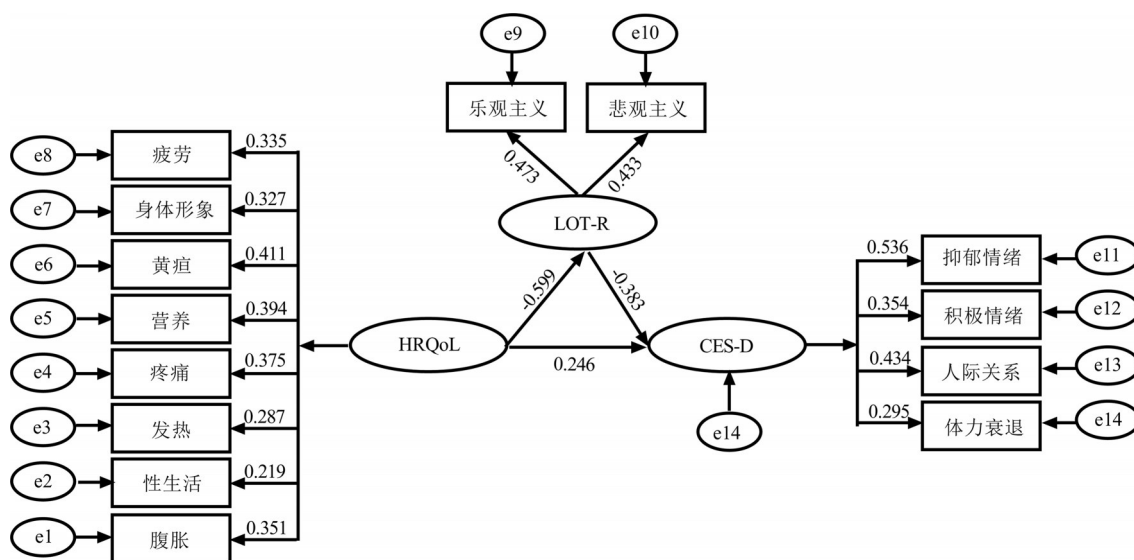 e9
e10
乐观主义
悲观主义
0.473
0.433
LOT-R
-0.599
-0.383
HRQoL
0.246
CES-D
e14
e8
疲劳
0.335
e7
身体形象
0.327
e6
黄疸
0.411
e5
营养
0.394
e4
疼痛
0.375
e3
发热
0.287
e2
性生活
0.219
e1
腹胀
0.351
0.536
抑郁情绪
e11
0.354
积极情绪
e12
0.434
人际关系
e13
0.295
体力衰退
e14